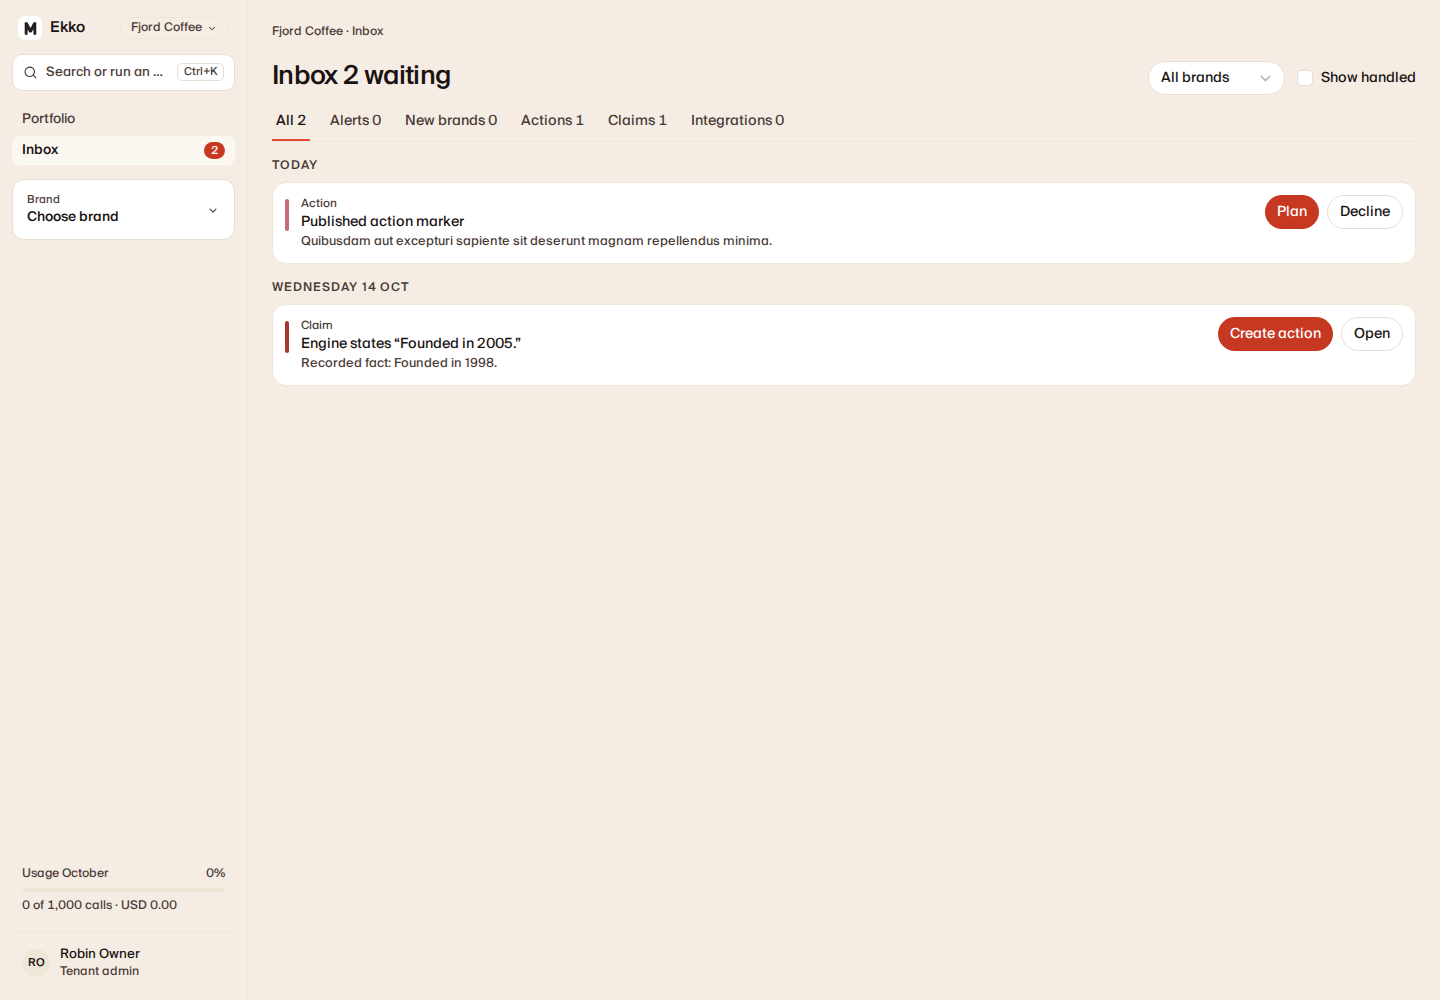 Ekko
Fjord Coffee
Search or run an ...
Ctrl+K
Portfolio
Inbox
2
Brand
Choose brand
Usage October
0%
0 of 1,000 calls · USD 0.00
RO
Robin Owner
Tenant admin
Fjord Coffee · Inbox
Inbox 2 waiting
All brands
Show handled
All 2
Alerts 0
New brands 0
Actions 1
Claims 1
Integrations 0
TODAY
Action
Published action marker
Quibusdam aut excepturi sapiente sit deserunt magnam repellendus minima.
Plan
Decline
WEDNESDAY 14 OCT
Claim
Engine states “Founded in 2005.”
Recorded fact: Founded in 1998.
Create action
Open